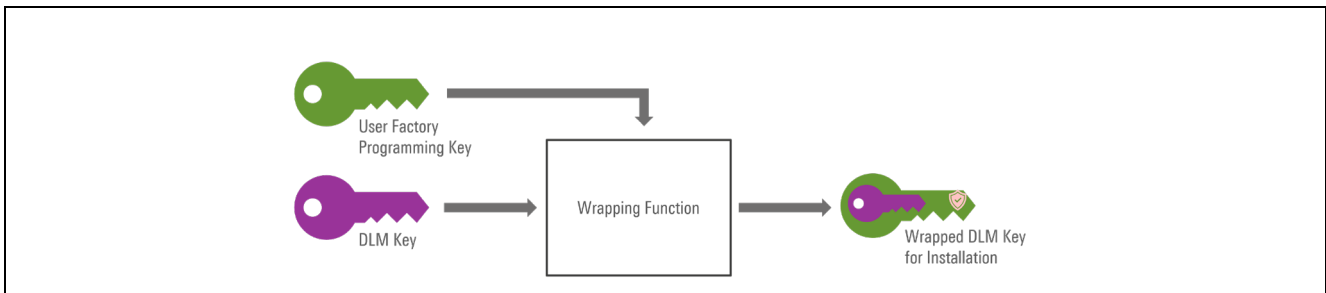 User Factory
Programming Key
DLM Key
Wrapping Function
Wrapped DLM Key
for Installation